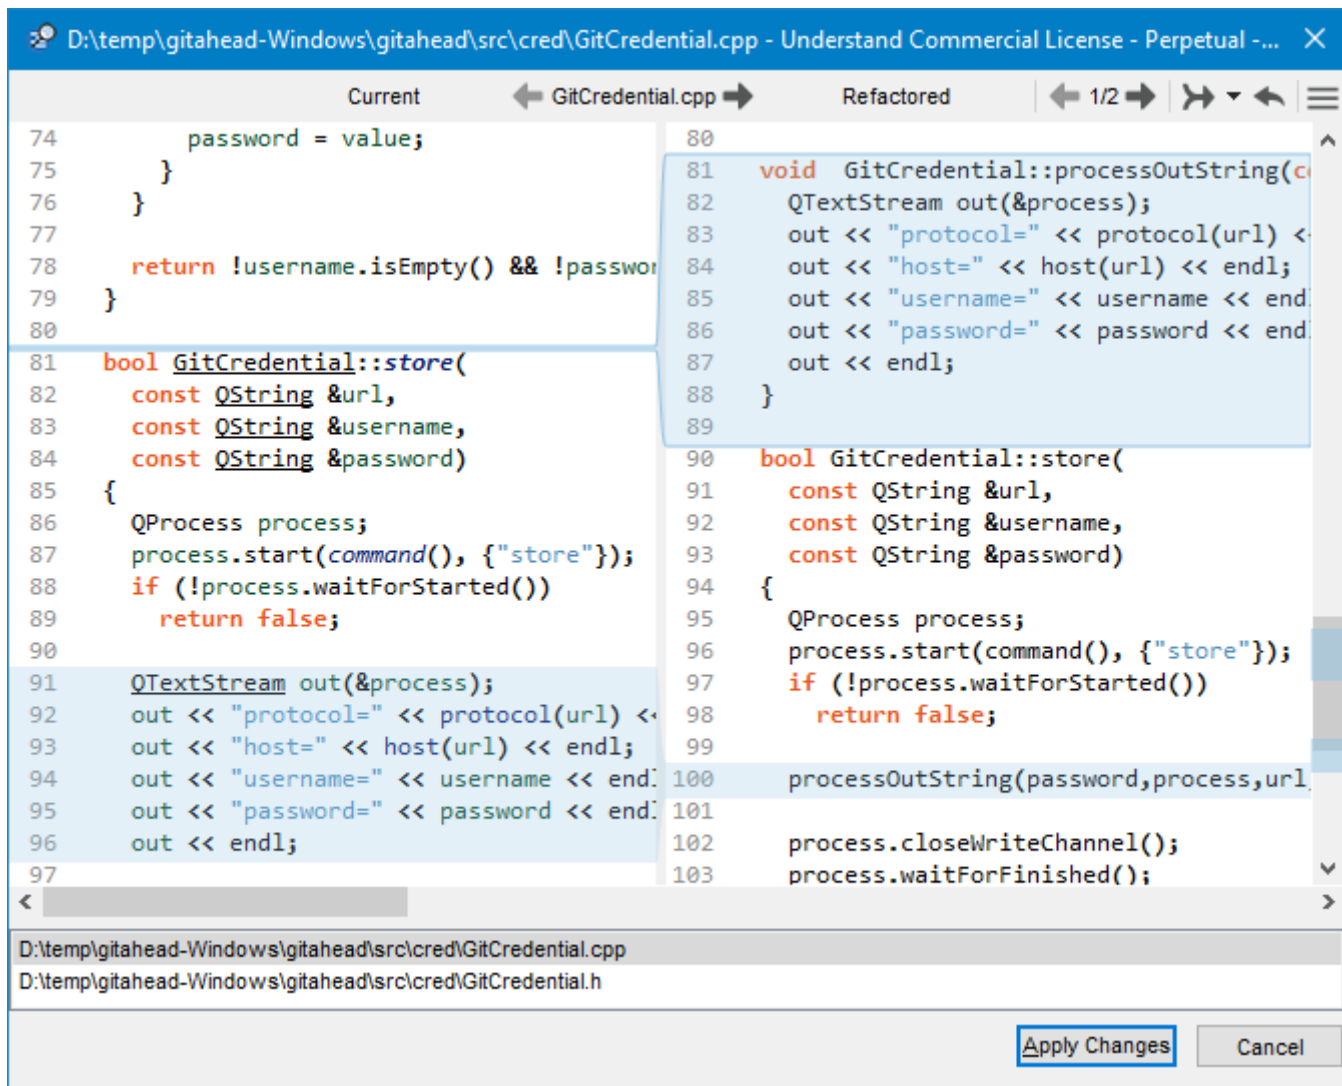 D:\temp\gitahead-Windows\gitahead\src\cred\GitCredential.cpp - Understand Commercial License - Perpetual -...
Current GitCredential.cpp Refactored 1/2
74 password = value;
75 }
76 }
77
78 return !username.isEmpty() && !passwor
79 }
80
81 bool GitCredential::store(
82 const QString &url,
83 const QString &username,
84 const QString &password)
85 {
86 QProcess process;
87 process.start(command(), {"store"});
88 if (!process.waitForStarted())
89 return false;
90
91 QTextStream out(&process);
92 out << "protocol=" << protocol(url) <
93 out << "host=" << host(url) << endl;
94 out << "username=" << username << endl
95 out << "password=" << password << endl
96 out << endl;
97
80
81 void GitCredential::processOutString(co
82 QTextStream out(&process);
83 out << "protocol=" << protocol(url) <
84 out << "host=" << host(url) << endl;
85 out << "username=" << username << endl
86 out << "password=" << password << endl
87 out << endl;
88 }
89
90 bool GitCredential::store(
91 const QString &url,
92 const QString &username,
93 const QString &password)
94 {
95 QProcess process;
96 process.start(command(), {"store"});
97 if (!process.waitForStarted())
98 return false;
99
100 processOutString(password,process,url,
101
102 process.closeWriteChannel();
103 process.waitForFinished();
D:\temp\gitahead-Windows\gitahead\src\cred\GitCredential.cpp
D:\temp\gitahead-Windows\gitahead\src\cred\GitCredential.h
Apply Changes Cancel